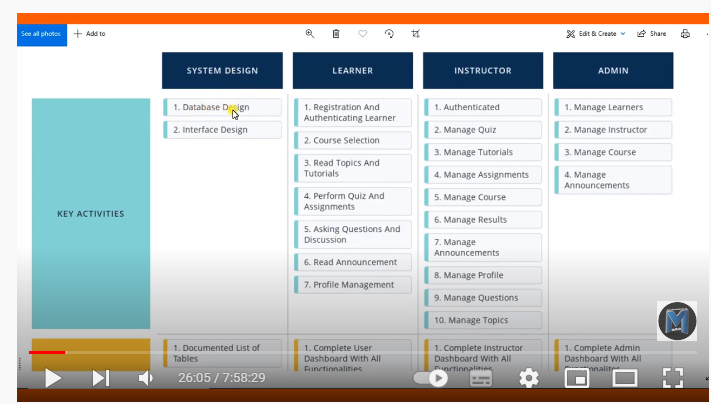 See all photos
Add to
Edit & Create
Share
SYSTEM DESIGN
LEARNER
INSTRUCTOR
ADMIN
KEY ACTIVITIES
1. Database Design
2. Interface Design
1. Registration And
Authenticating Learner
2. Course Selection
3. Read Topics And
Tutorials
4. Perform Quiz And
Assignments
5. Asking Questions And
Discussion
6. Read Announcement
7. Profile Management
1. Authenticated
2. Manage Quiz
3. Manage Tutorials
4. Manage Assignments
5. Manage Course
6. Manage Results
7. Manage
Announcements
8. Manage Profile
9. Manage Questions
10. Manage Topics
1. Manage Learners
2. Manage Instructor
3. Manage Course
4. Manage
Announcements
1. Documented List of
Tables
1. Complete User
Dashboard With All
Functionalities
1. Complete Instructor
Dashboard With All
Functionalities
1. Complete Admin
Dashboard With All
M
26:05 / 7:58:29